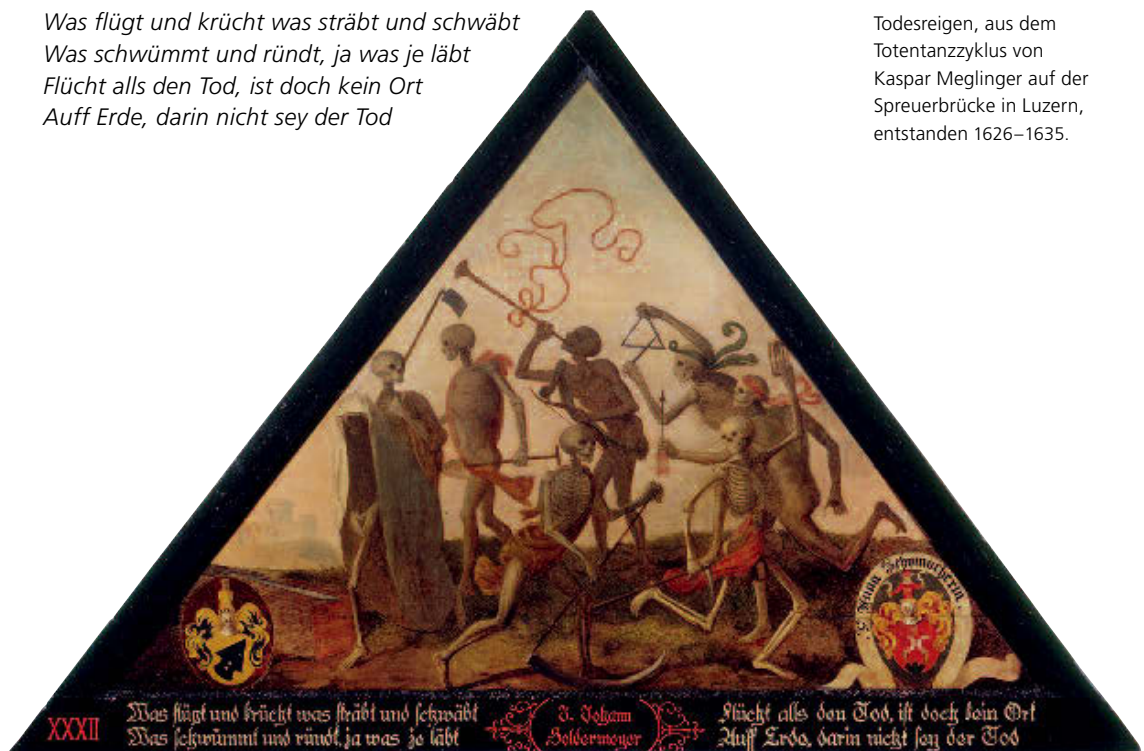 Was flügt und krücht was sträbt und schwäbt
Was schwümmt und ründt, ja was je läbt
Flücht alls den Tod, ist doch kein Ort
Auff Erde, darin nicht sey der Tod
Todesreigen, aus dem
Totentanzzyklus von
Kaspar Meglinger auf der
Spreuerbrücke in Luzern,
entstanden 1626–1635.
Anna Schumacherin
XXXII
Was flügt und krücht was sträbt und schwäbt
Was schwümmt und ründt, ja was je läbt
J. Johann
Heldermeyer
Flücht alls den Tod, ist doch kein Ort
Auff Erde, darin nicht sey der Tod